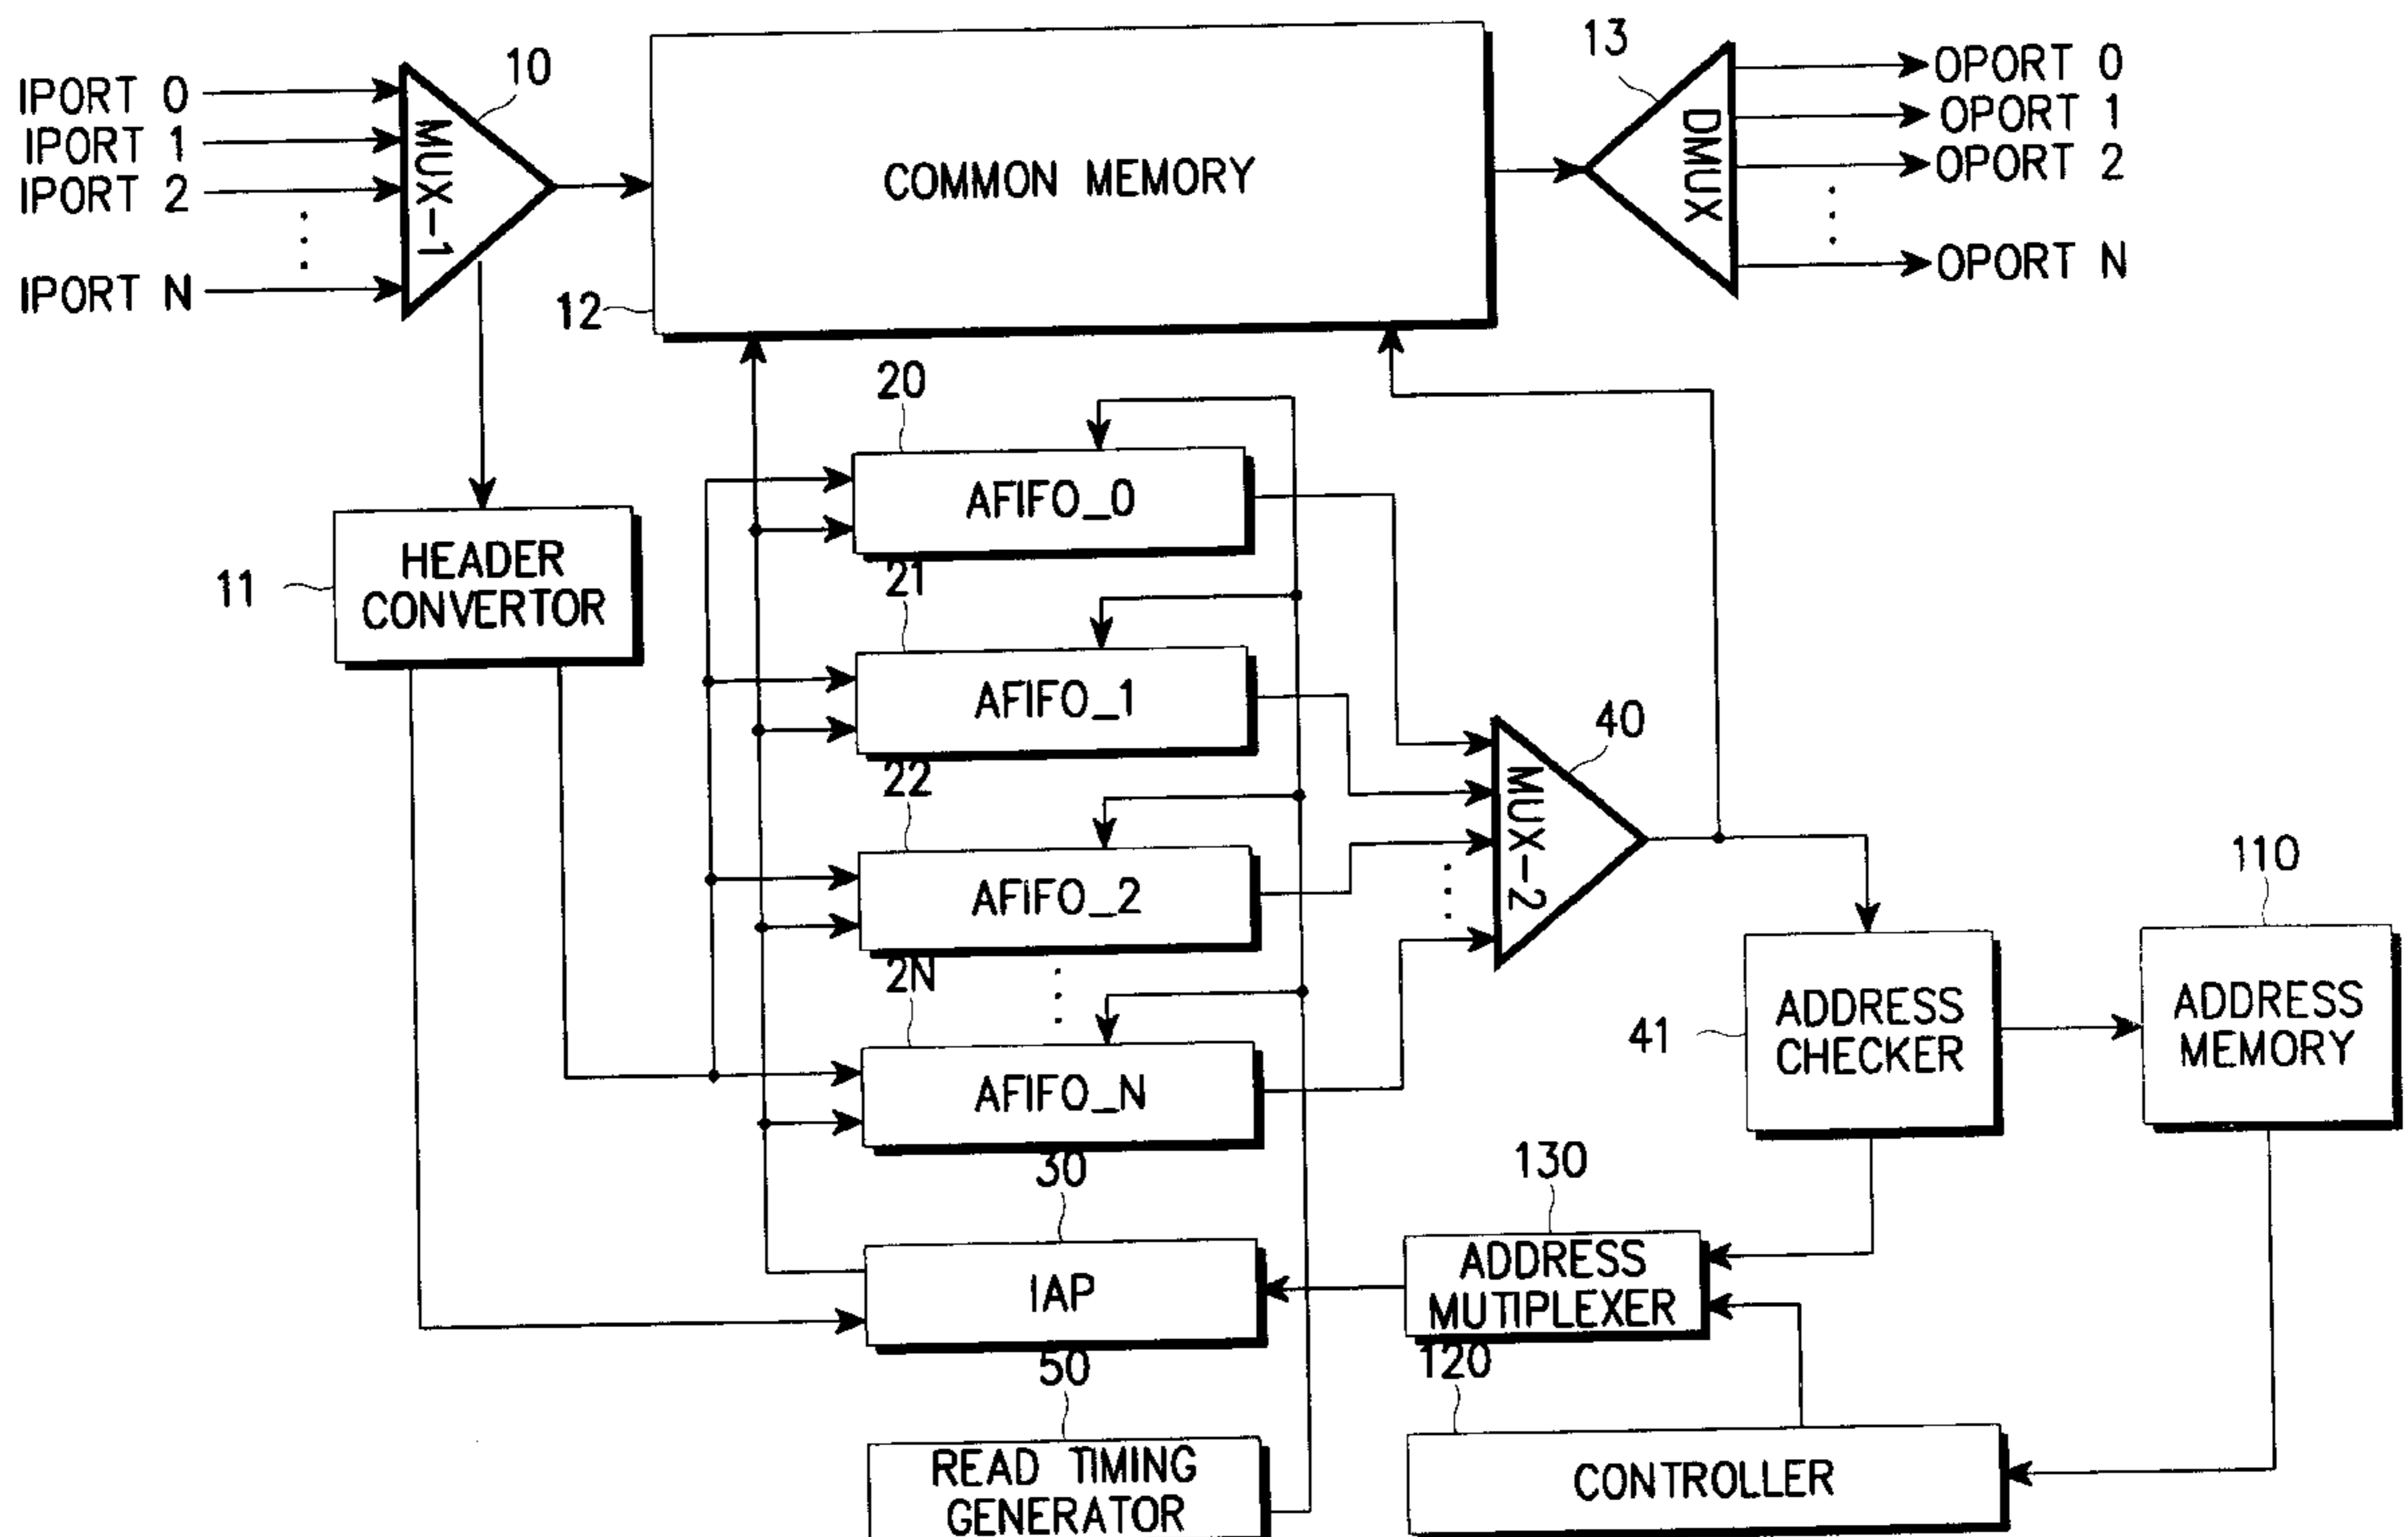 IPORT 0
IPORT 1
IPORT 2
IPORT N
10
MUX-1
12
COMMON MEMORY
13
DMUX
OPORT 0
OPORT 1
OPORT 2
OPORT N
11
HEADER
CONVERTOR
20
AFIFO_0
21
AFIFO_1
22
AFIFO_2
2N
AFIFO_N
40
MUX-2
41
ADDRESS
CHECKER
110
ADDRESS
MEMORY
30
IAP
130
ADDRESS
MUTIPLEXER
50
READ TIMING
GENERATOR
120
CONTROLLER